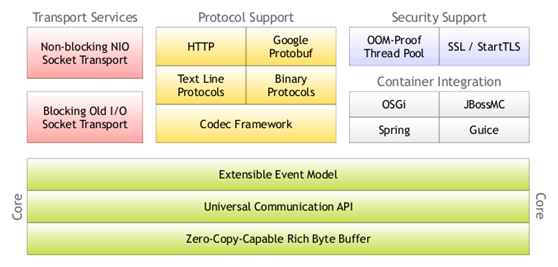 Transport Services
Non-blocking NIO
Socket Transport
Blocking Old I/O
Socket Transport
Protocol Support
HTTP
Google
Protobuf
Text Line
Protocols
Binary
Protocols
Codec Framework
Security Support
OOM-Proof
Thread Pool
SSL / StartTLS
Container Integration
OSGi
JBossMC
Spring
Guice
Core
Extensible Event Model
Universal Communication API
Zero-Copy-Capable Rich Byte Buffer
Core